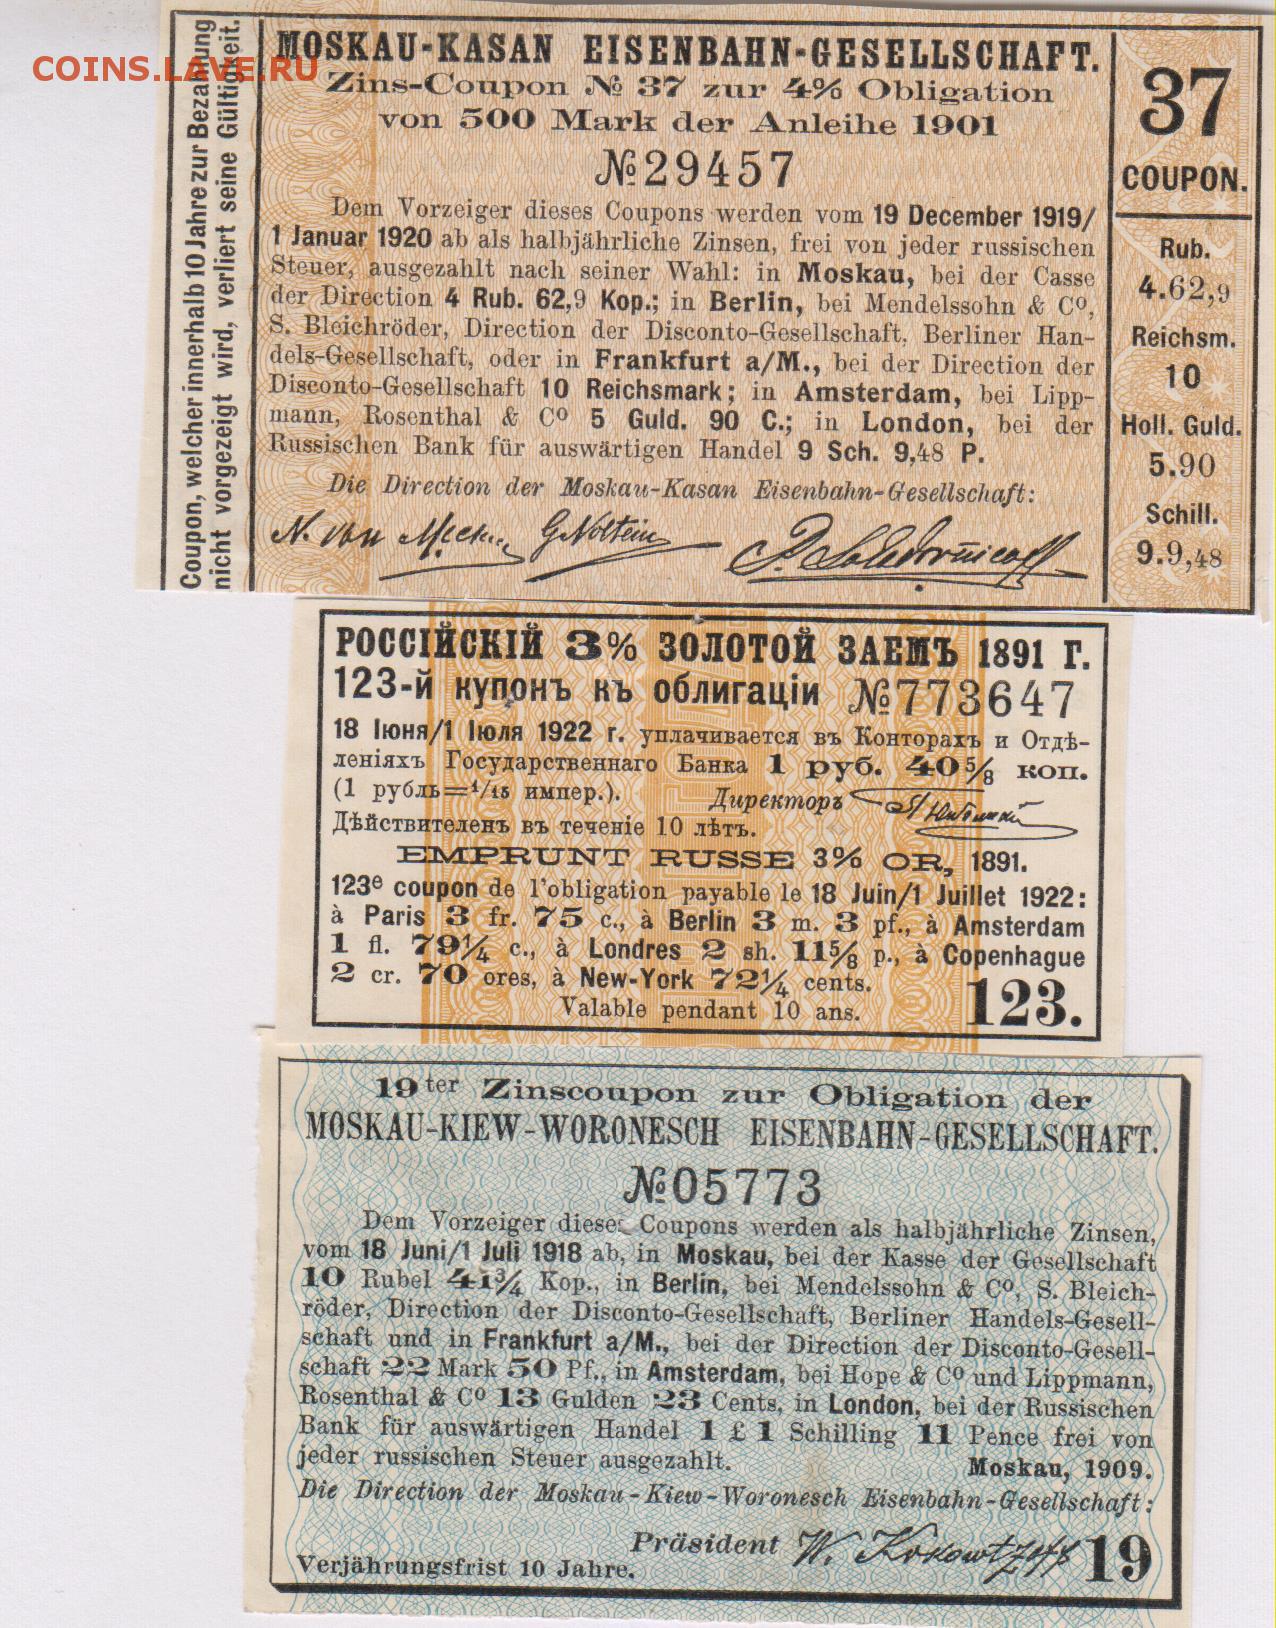 COINS.LAVE.RU
Coupon, welcher innerhalb 10 Jahre zur Bezahlung
nicht vorgezeigt wird, verliert seine Gültigkeit.
MOSKAU-KASAN EISENBAHN-GESELLSCHAFT.
Zins-Coupon № 37 zur 4% Obligation
von 500 Mark der Anleihe 1901
№29457
Dem Vorzeiger dieses Coupons werden vom 19 December 1919/
1 Januar 1920 ab als halbjährliche Zinsen, frei von jeder russischen
Steuer, ausgezahlt nach seiner Wahl: in Moskau, bei der Casse
der Direction 4 Rub. 62,9 Kop.; in Berlin, bei Mendelssohn & Cº,
S. Bleichröder, Direction der Disconto-Gesellschaft, Berliner Han-
dels-Gesellschaft, oder in Frankfurt a/M., bei der Direction der
Disconto-Gesellschaft 10 Reichsmark; in Amsterdam, bei Lipp-
mann, Rosenthal & Cº 5 Guld. 90 C.; in London, bei der
Russischen Bank für auswärtigen Handel 9 Sch. 9,48 P.
Die Direction der Moskau-Kasan Eisenbahn-Gesellschaft:
N. von Meck G Noltein
37
COUPON.
Rub.
4.62,9
Reichsm.
10
Holl. Guld.
5.90
Schill.
9.9,48
РОССІЙСКІЙ 3% ЗОЛОТОЙ ЗАЕМЪ 1891 Г.
123-й купонъ къ облигаціи №773647
18 Іюня/1 Іюля 1922 г. уплачивается въ Конторахъ и Отдѣ-
леніяхъ Государственнаго Банка 1 руб. 40 5/8 коп.
(1 рубль=1/15 импер.). Директоръ
Дѣйствителенъ въ теченіе 10 лѣтъ.
EMPRUNT RUSSE 3% OR, 1891.
123e coupon de l'obligation payable le 18 Juin/1 Juillet 1922:
à Paris 3 fr. 75 c., à Berlin 3 m. 3 pf., à Amsterdam
1 fl. 79 1/4 c., à Londres 2 sh. 11 5/8 p., à Copenhague
2 cr. 70 ores, à New-York 72 1/4 cents.
Valable pendant 10 ans. 123.
19ter Zinscoupon zur Obligation der
MOSKAU-KIEW-WORONESCH EISENBAHN-GESELLSCHAFT.
№05773
Dem Vorzeiger dieses Coupons werden als halbjährliche Zinsen,
vom 18 Juni/1 Juli 1918 ab, in Moskau, bei der Kasse der Gesellschaft
10 Rubel 41 3/4 Kop., in Berlin, bei Mendelssohn & Cº, S. Bleich-
röder, Direction der Disconto-Gesellschaft, Berliner Handels-Gesell-
schaft und in Frankfurt a/M., bei der Direction der Disconto-Gesell-
schaft 22 Mark 50 Pf., in Amsterdam, bei Hope & Cº und Lippmann,
Rosenthal & Cº 13 Gulden 23 Cents, in London, bei der Russischen
Bank für auswärtigen Handel 1 £ 1 Schilling 11 Pence frei von
jeder russischen Steuer ausgezahlt. Moskau, 1909.
Die Direction der Moskau-Kiew-Woronesch Eisenbahn-Gesellschaft:
Präsident W. Kokowtzoff
Verjährungsfrist 10 Jahre. 19